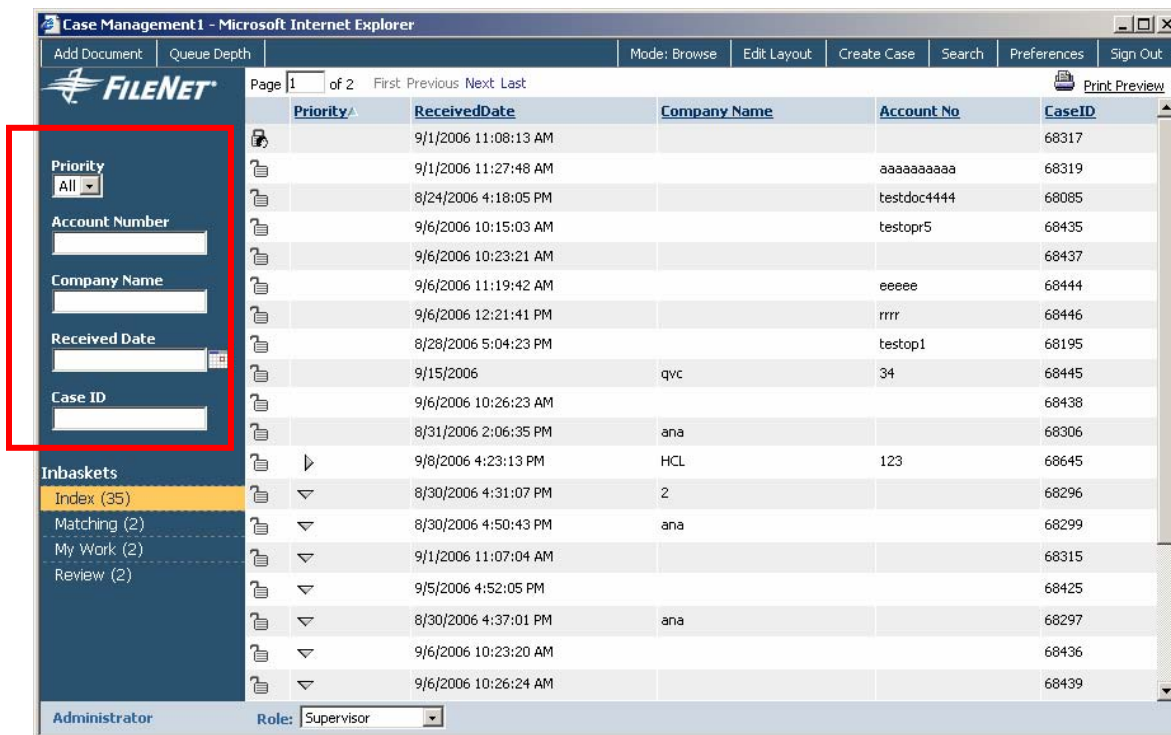 Case Management1 - Microsoft Internet Explorer
Add Document Queue Depth Mode: Browse Edit Layout Create Case Search Preferences Sign Out
FILENET
Page 1 of 2 First Previous Next Last Print Preview
Priority ReceivedDate Company Name Account No CaseID
9/1/2006 11:08:13 AM 68317
9/1/2006 11:27:48 AM aaaaaaaaaa 68319
8/24/2006 4:18:05 PM testdoc4444 68085
9/6/2006 10:15:03 AM testopr5 68435
9/6/2006 10:23:21 AM 68437
9/6/2006 11:19:42 AM eeeee 68444
9/6/2006 12:21:41 PM rrrr 68446
8/28/2006 5:04:23 PM testop1 68195
9/15/2006 qvc 34 68445
9/6/2006 10:26:23 AM 68438
8/31/2006 2:06:35 PM ana 68306
9/8/2006 4:23:13 PM HCL 123 68645
8/30/2006 4:31:07 PM 2 68296
8/30/2006 4:50:43 PM ana 68299
9/1/2006 11:07:04 AM 68315
9/5/2006 4:52:05 PM 68425
8/30/2006 4:37:01 PM ana 68297
9/6/2006 10:23:20 AM 68436
9/6/2006 10:26:24 AM 68439
Priority
All
Account Number
Company Name
Received Date
Case ID
Inbaskets
Index (35)
Matching (2)
My Work (2)
Review (2)
Administrator Role: Supervisor